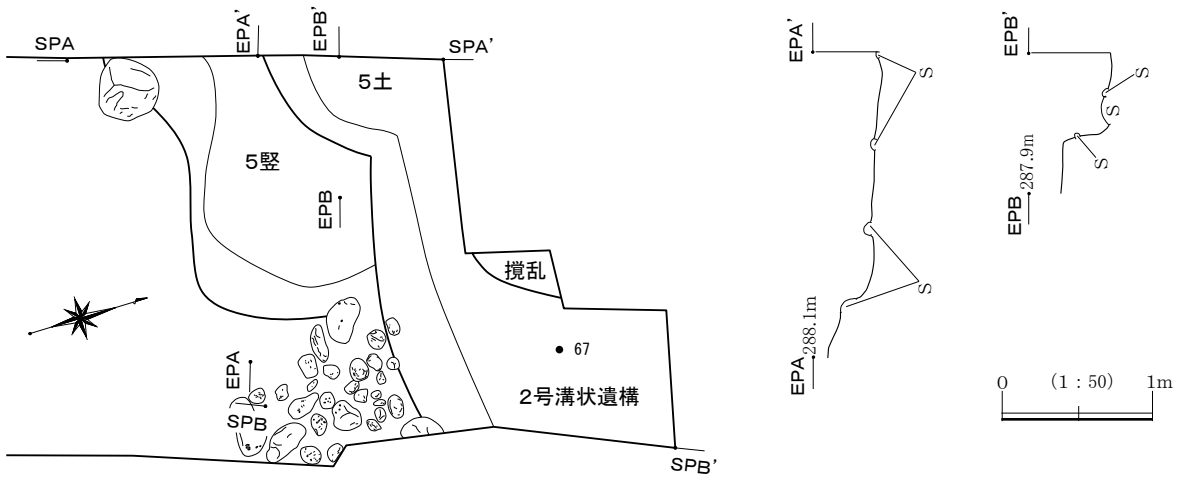 SPA
EPA'
EPB'
SPA'
5土
5竪
EPB
撹乱
67
2号溝状遺構
EPA
SPB
SPB'
EPA'
S
S
EPA 288.1m
EPB'
S
S
S
EPB 287.9m
0 (1：50) 1m